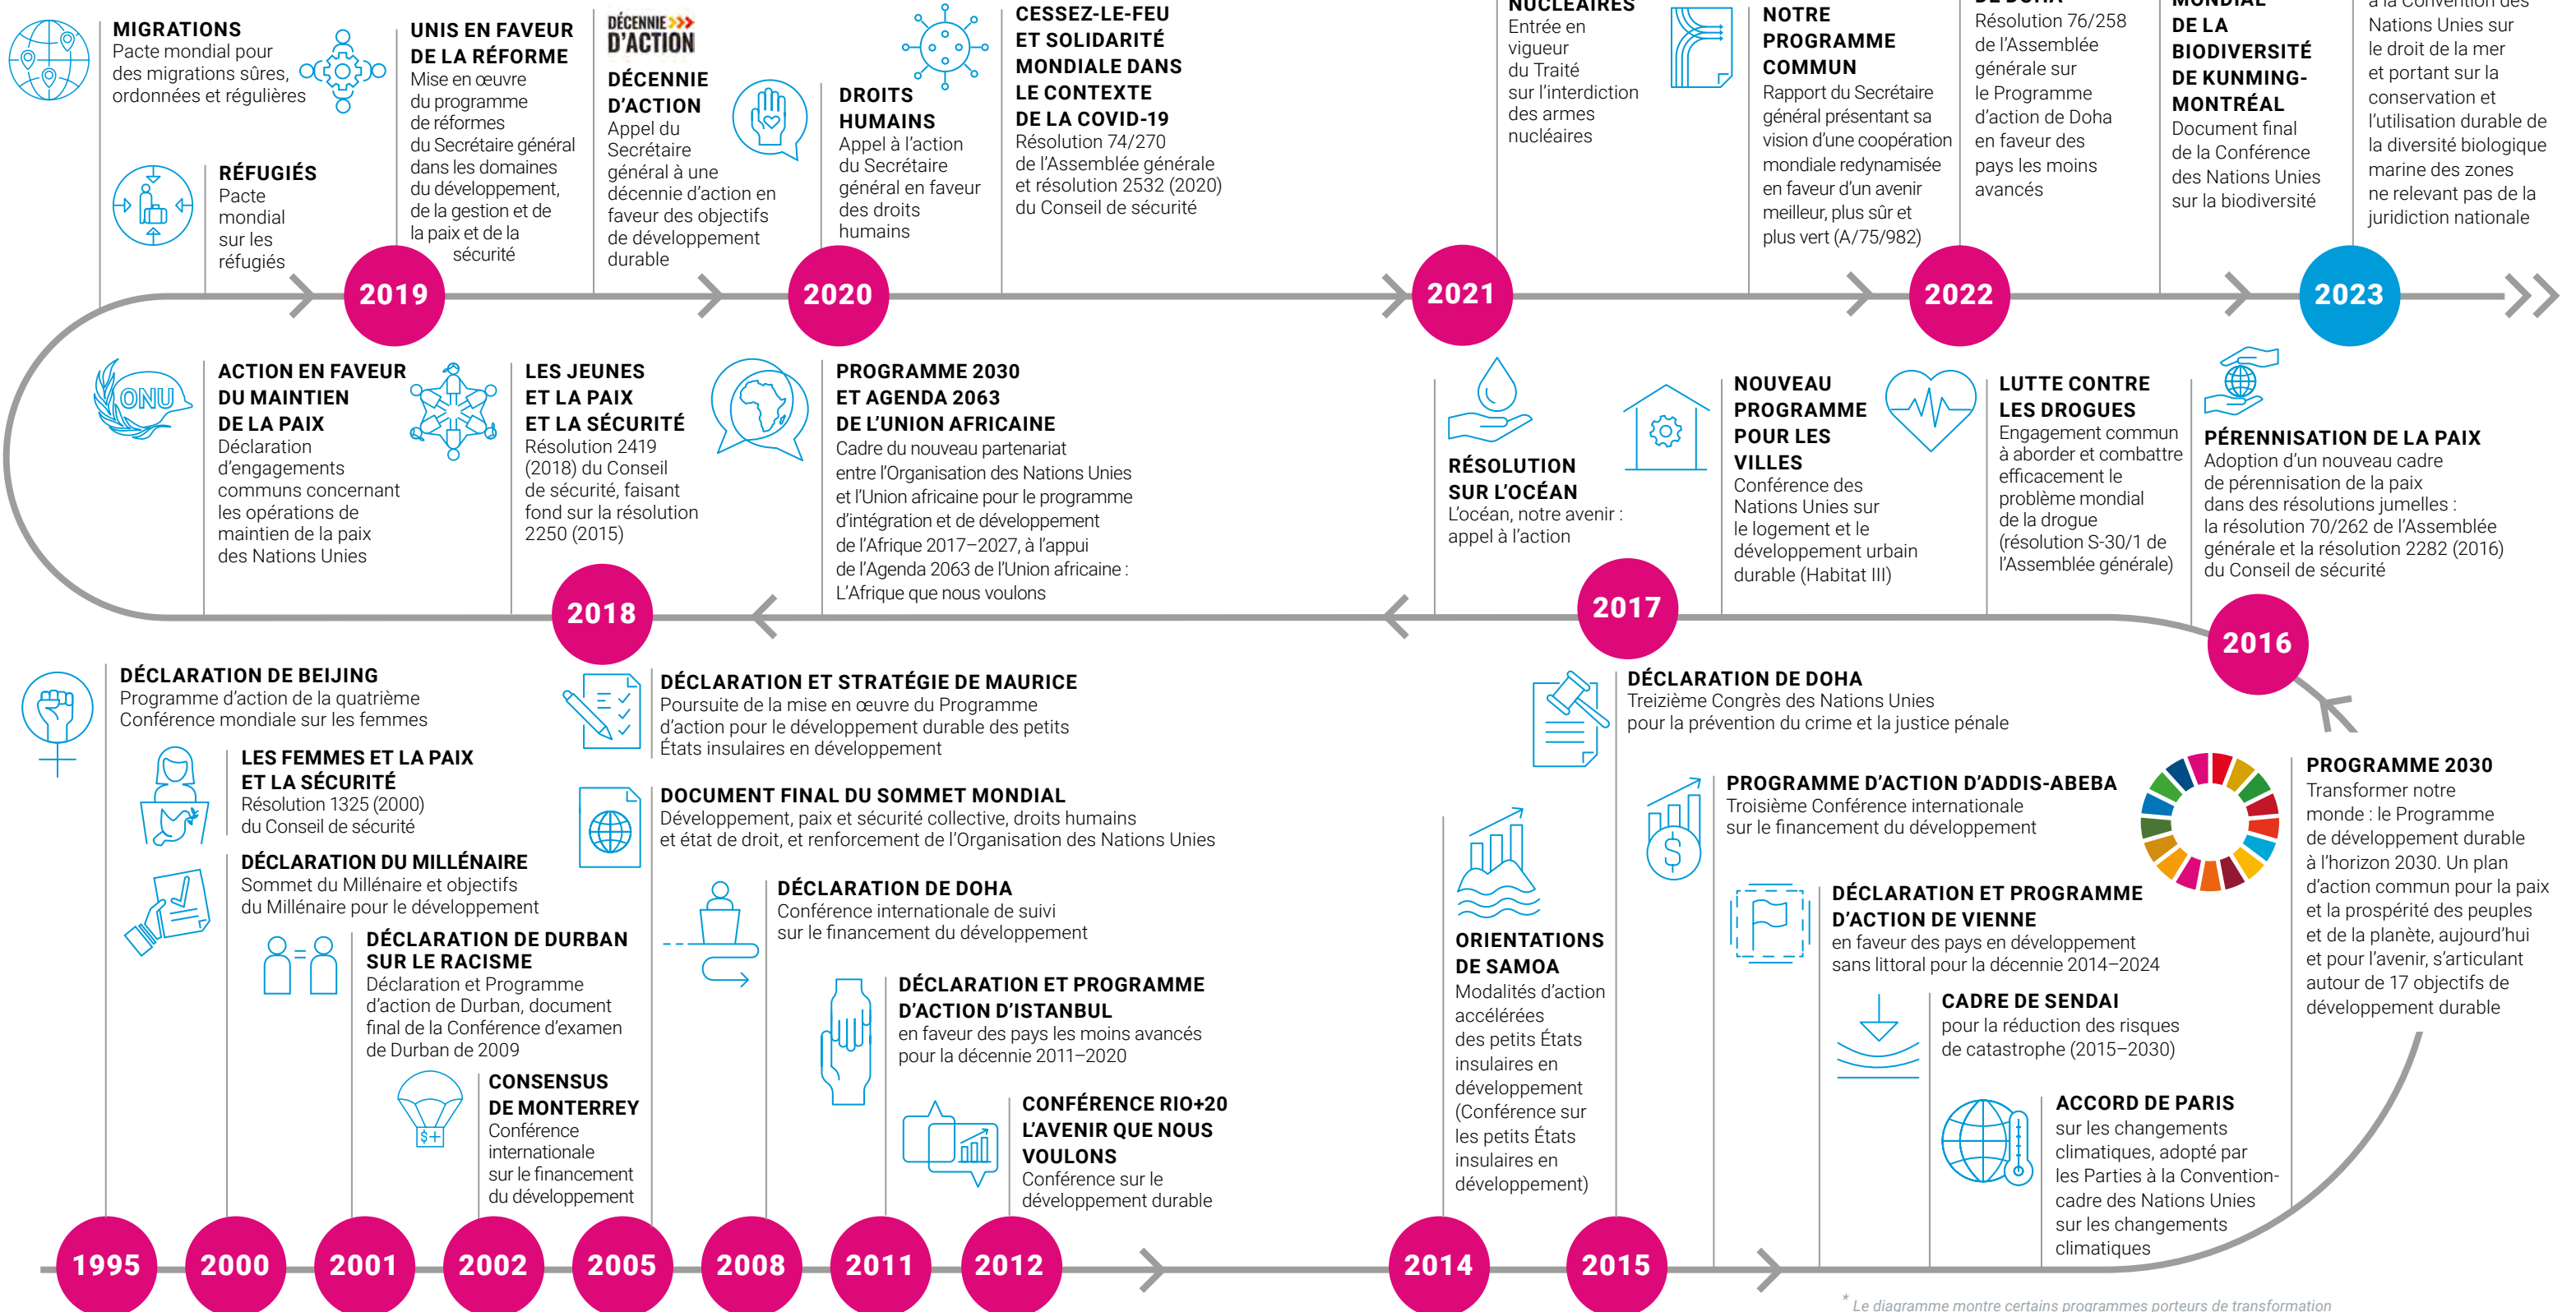 MIGRATIONS
Pacte mondial pour
des migrations sûres,
ordonnées et régulières
RÉFUGIÉS
Pacte
mondial
sur les
réfugiés
UNIS EN FAVEUR
DE LA RÉFORME
Mise en œuvre
du programme
de réformes
du Secrétaire général
dans les domaines
du développement,
de la gestion et de
la paix et de la
sécurité
DÉCENNIE
D'ACTION
DÉCENNIE
D'ACTION
Appel du
Secrétaire
général à une
décennie d'action en
faveur des objectifs
de développement
durable
DROITS
HUMAINS
Appel à l'action
du Secrétaire
général en faveur
des droits
humains
CESSEZ-LE-FEU
ET SOLIDARITÉ
MONDIALE DANS
LE CONTEXTE
DE LA COVID-19
Résolution 74/270
de l'Assemblée générale
et résolution 2532 (2020)
du Conseil de sécurité
NUCLÉAIRES
Entrée en
vigueur
du Traité
sur l'interdiction
des armes
nucléaires
NOTRE
PROGRAMME
COMMUN
Rapport du Secrétaire
général présentant sa
vision d'une coopération
mondiale redynamisée
en faveur d'un avenir
meilleur, plus sûr et
plus vert (A/75/982)
DE DOHA
Résolution 76/258
de l'Assemblée
générale sur
le Programme
d'action de Doha
en faveur des
pays les moins
avancés
MONDIAL
DE LA
BIODIVERSITÉ
DE KUNMING-
MONTRÉAL
Document final
de la Conférence
des Nations Unies
sur la biodiversité
à la Convention des
Nations Unies sur
le droit de la mer
et portant sur la
conservation et
l'utilisation durable de
la diversité biologique
marine des zones
ne relevant pas de la
juridiction nationale
2019
2020
2021
2022
2023
ONU
ACTION EN FAVEUR
DU MAINTIEN
DE LA PAIX
Déclaration
d'engagements
communs concernant
les opérations de
maintien de la paix
des Nations Unies
LES JEUNES
ET LA PAIX
ET LA SÉCURITÉ
Résolution 2419
(2018) du Conseil
de sécurité, faisant
fond sur la résolution
2250 (2015)
PROGRAMME 2030
ET AGENDA 2063
DE L'UNION AFRICAINE
Cadre du nouveau partenariat
entre l'Organisation des Nations Unies
et l'Union africaine pour le programme
d'intégration et de développement
de l'Afrique 2017–2027, à l'appui
de l'Agenda 2063 de l'Union africaine :
L'Afrique que nous voulons
RÉSOLUTION
SUR L'OCÉAN
L'océan, notre avenir :
appel à l'action
NOUVEAU
PROGRAMME
POUR LES
VILLES
Conférence des
Nations Unies sur
le logement et le
développement urbain
durable (Habitat III)
LUTTE CONTRE
LES DROGUES
Engagement commun
à aborder et combattre
efficacement le
problème mondial
de la drogue
(résolution S-30/1 de
l'Assemblée générale)
PÉRENNISATION DE LA PAIX
Adoption d'un nouveau cadre
de pérennisation de la paix
dans des résolutions jumelles :
la résolution 70/262 de l'Assemblée
générale et la résolution 2282 (2016)
du Conseil de sécurité
2018
2017
2016
DÉCLARATION DE BEIJING
Programme d'action de la quatrième
Conférence mondiale sur les femmes
LES FEMMES ET LA PAIX
ET LA SÉCURITÉ
Résolution 1325 (2000)
du Conseil de sécurité
DÉCLARATION DU MILLÉNAIRE
Sommet du Millénaire et objectifs
du Millénaire pour le développement
DÉCLARATION DE DURBAN
SUR LE RACISME
Déclaration et Programme
d'action de Durban, document
final de la Conférence d'examen
de Durban de 2009
$+
CONSENSUS
DE MONTERREY
Conférence
internationale
sur le financement
du développement
DÉCLARATION ET STRATÉGIE DE MAURICE
Poursuite de la mise en œuvre du Programme
d'action pour le développement durable des petits
États insulaires en développement
DOCUMENT FINAL DU SOMMET MONDIAL
Développement, paix et sécurité collective, droits humains
et état de droit, et renforcement de l'Organisation des Nations Unies
DÉCLARATION DE DOHA
Conférence internationale de suivi
sur le financement du développement
DÉCLARATION ET PROGRAMME
D'ACTION D'ISTANBUL
en faveur des pays les moins avancés
pour la décennie 2011–2020
CONFÉRENCE RIO+20
L'AVENIR QUE NOUS
VOULONS
Conférence sur le
développement durable
ORIENTATIONS
DE SAMOA
Modalités d'action
accélérées
des petits États
insulaires en
développement
(Conférence sur
les petits États
insulaires en
développement)
DÉCLARATION DE DOHA
Treizième Congrès des Nations Unies
pour la prévention du crime et la justice pénale
$
PROGRAMME D'ACTION D'ADDIS-ABEBA
Troisième Conférence internationale
sur le financement du développement
DÉCLARATION ET PROGRAMME
D'ACTION DE VIENNE
en faveur des pays en développement
sans littoral pour la décennie 2014–2024
CADRE DE SENDAI
pour la réduction des risques
de catastrophe (2015–2030)
ACCORD DE PARIS
sur les changements
climatiques, adopté par
les Parties à la Convention-
cadre des Nations Unies
sur les changements
climatiques
PROGRAMME 2030
Transformer notre
monde : le Programme
de développement durable
à l'horizon 2030. Un plan
d'action commun pour la paix
et la prospérité des peuples
et de la planète, aujourd'hui
et pour l'avenir, s'articulant
autour de 17 objectifs de
développement durable
1995
2000
2001
2002
2005
2008
2011
2012
2014
2015
* Le diagramme montre certains programmes porteurs de transformation